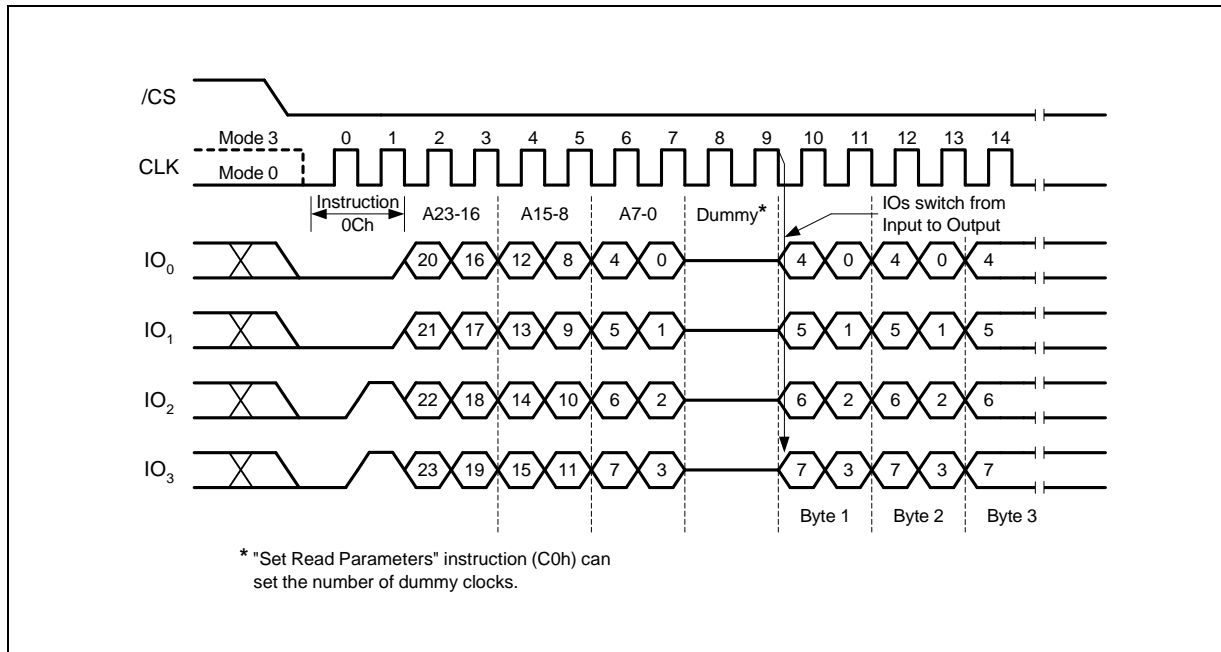 /CS
Mode 3 0 1 2 3 4 5 6 7 8 9 10 11 12 13 14
CLK
Mode 0
Instruction A23-16 A15-8 A7-0 Dummy* IOs switch from
0Ch Input to Output
IO0 20 16 12 8 4 0 4 0 4 0 4
IO1 21 17 13 9 5 1 5 1 5 1 5
IO2 22 18 14 10 6 2 6 2 6 2 6
IO3 23 19 15 11 7 3 7 3 7 3 7
Byte 1 Byte 2 Byte 3
* "Set Read Parameters" instruction (C0h) can
set the number of dummy clocks.